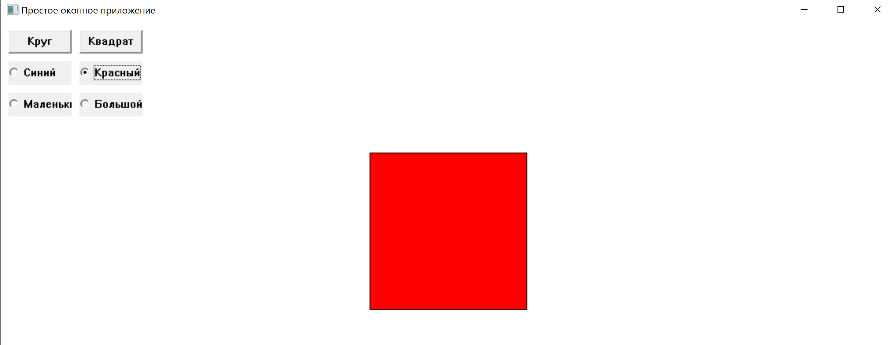 Простое оконное приложение
Круг Квадрат
Синий Красный
Маленьк Большой